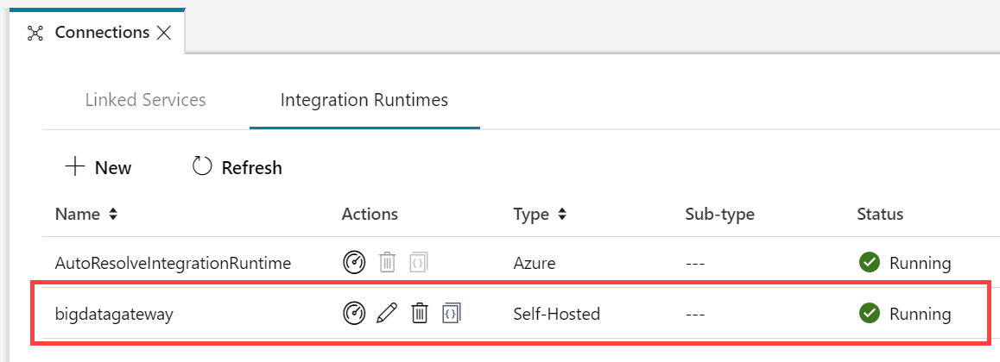 Connections
Linked Services Integration Runtimes
New Refresh
Name Actions Type Sub-type Status
AutoResolveIntegrationRuntime {} Azure --- Running
bigdatagateway {} Self-Hosted --- Running